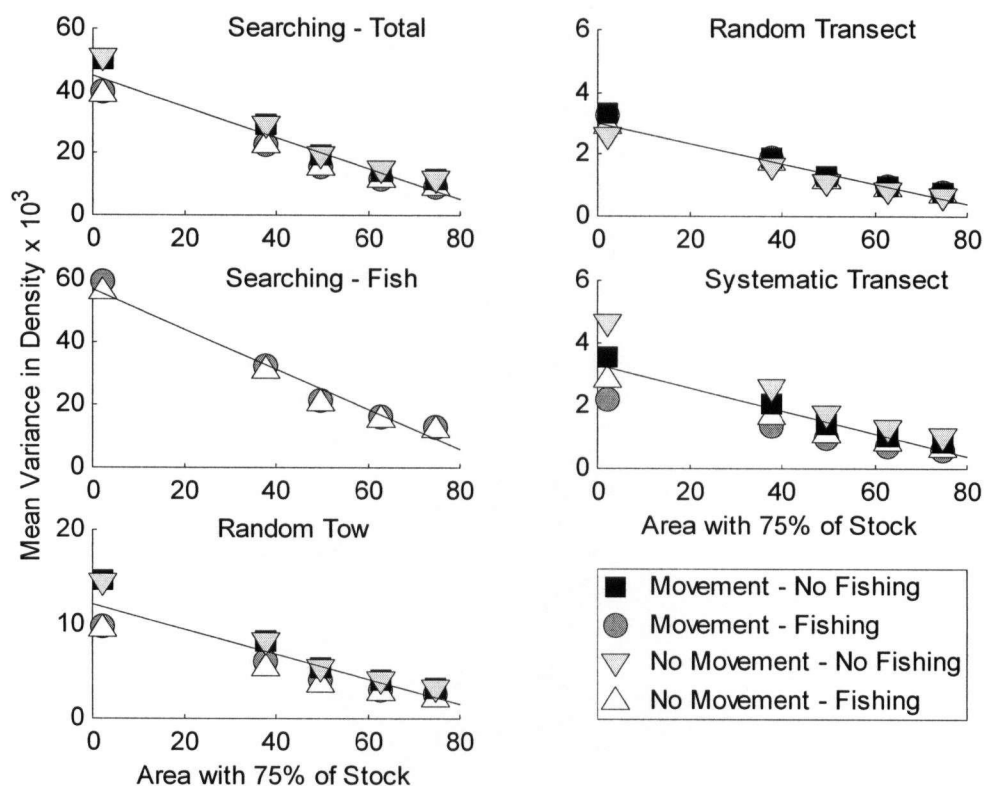 Mean Variance in Density x 10³
Searching - Total
60
40
20
0
0 20 40 60 80
Random Transect
6
4
2
0
0 20 40 60 80
Searching - Fish
60
40
20
0
0 20 40 60 80
Systematic Transect
6
4
2
0
0 20 40 60 80
Area with 75% of Stock
Random Tow
20
10
0
0 20 40 60 80
Area with 75% of Stock
Movement - No Fishing
Movement - Fishing
No Movement - No Fishing
No Movement - Fishing